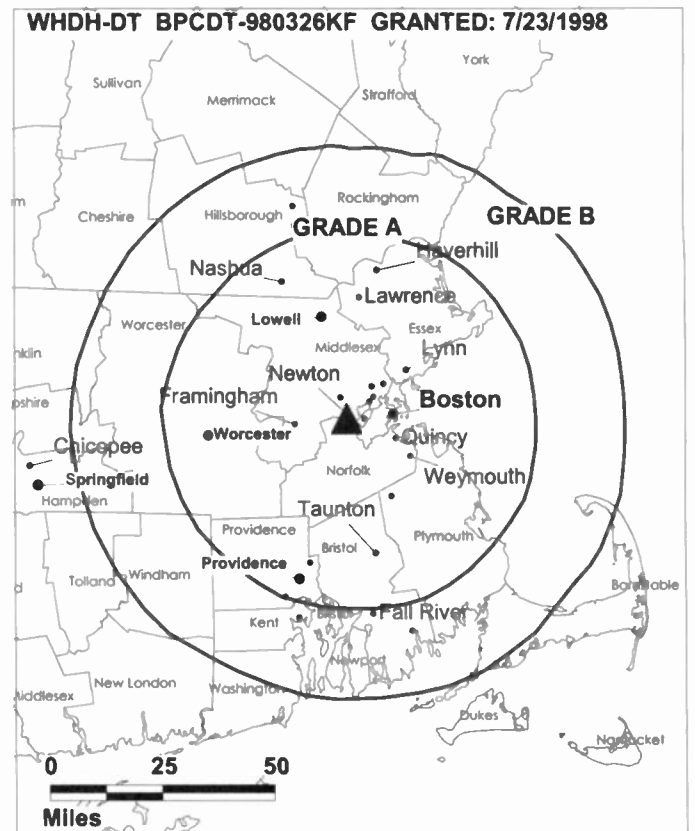 WHDH-DT BPCDT-980326KF GRANTED: 7/23/1998
York
Sullivan
Merrimack
Strafford
Rockingham
Cheshire
Hillsborough
GRADE A
GRADE B
Haverhill
Nashua
Lawrence
Lowell
Worcester
Essex
Middlesex
Lynn
Newton
Framingham
Boston
Worcester
Quincy
Chicopee
Springfield
Norfolk
Weymouth
Hampden
Taunton
Providence
Bristol
Plymouth
Providence
Tolland
Windham
Barnstable
Kent
Fall River
Newport
New London
Washington
Dukes
Nantucket
0 25 50
Miles